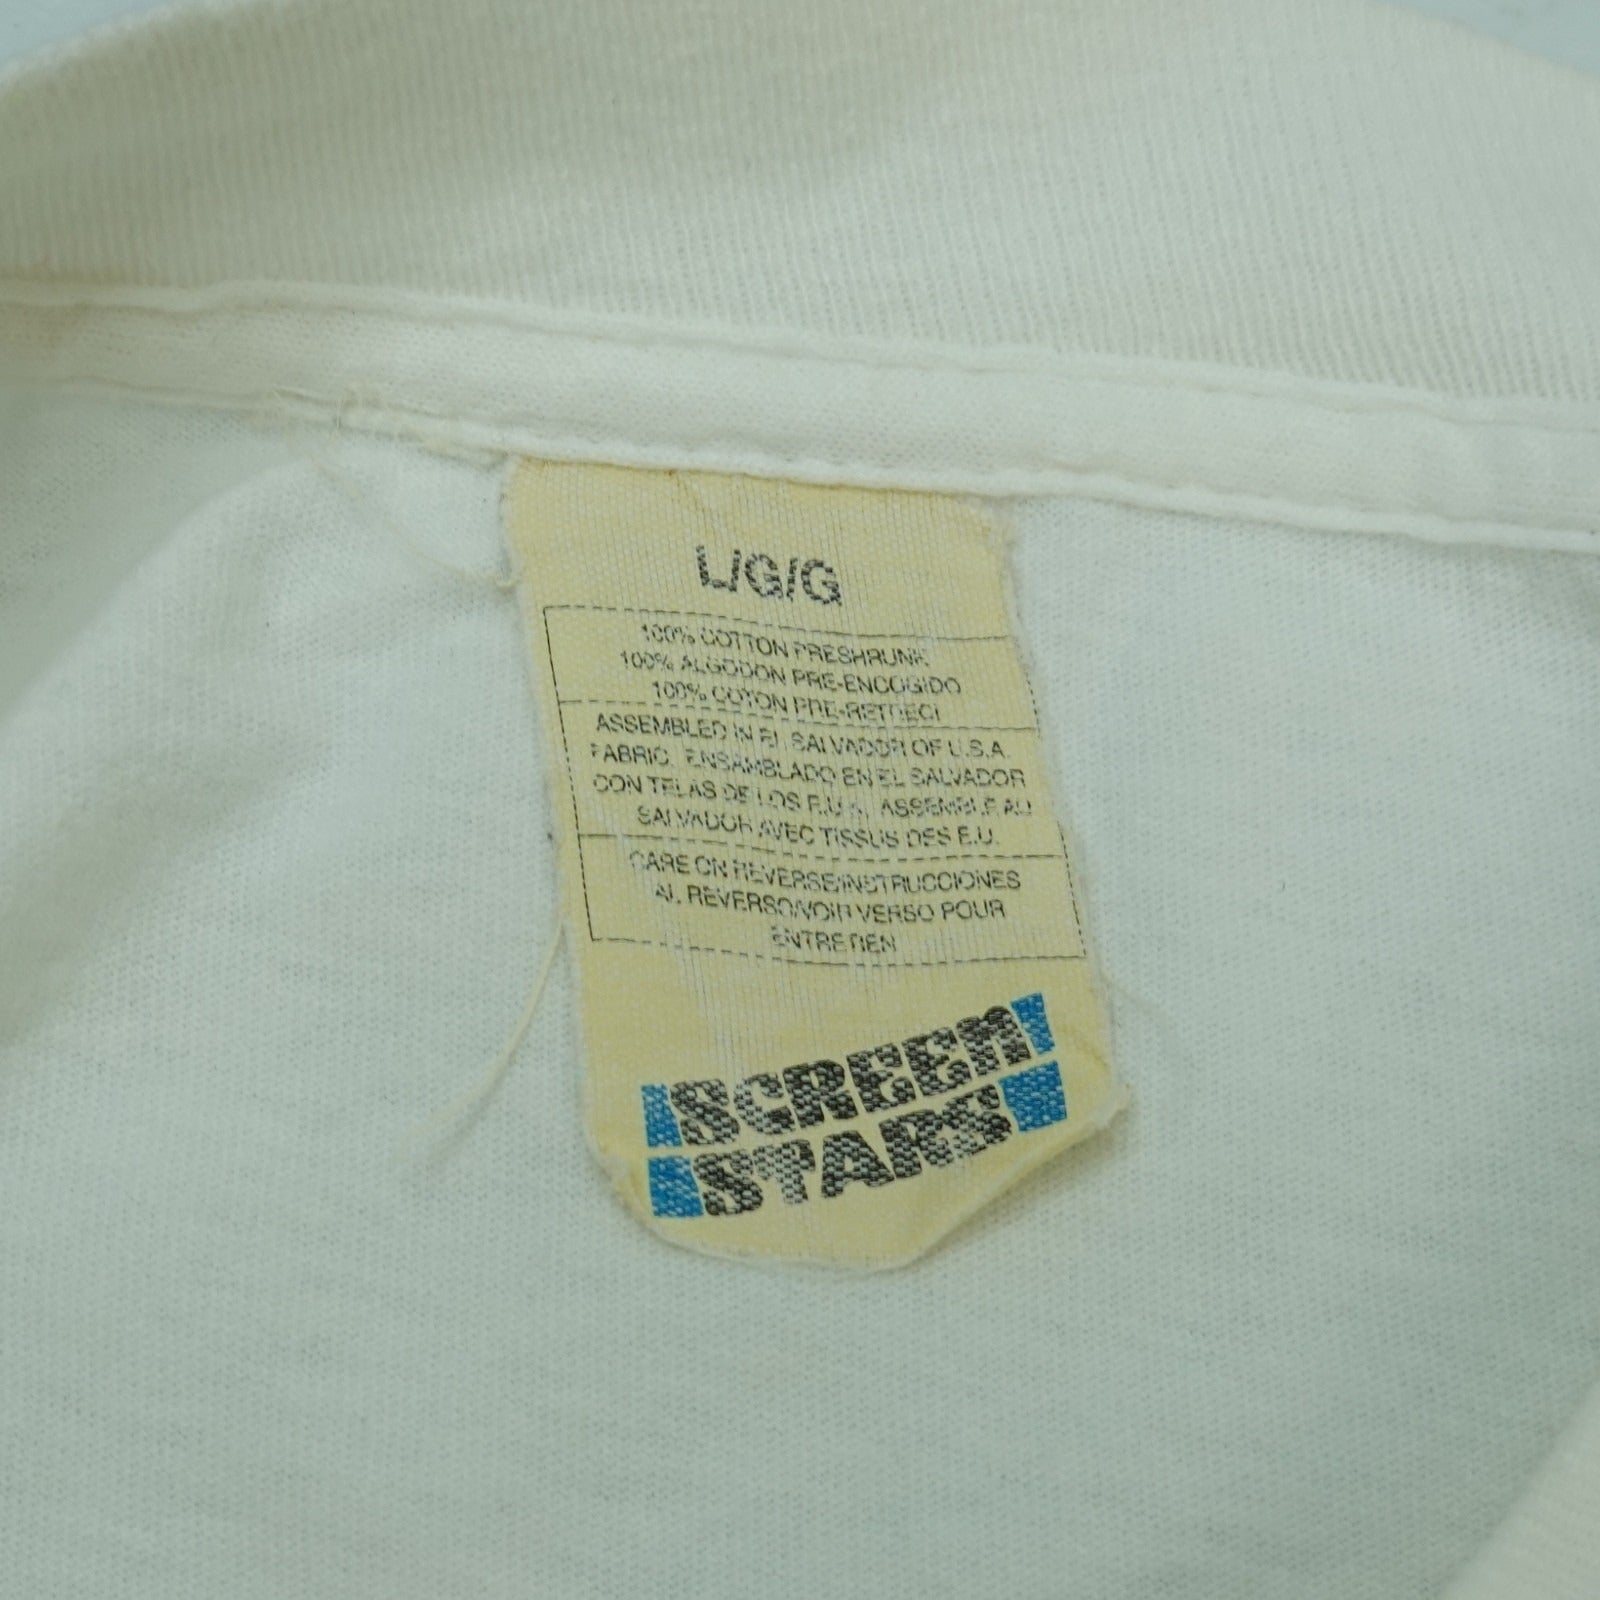 L/G/G
100% COTTON PRESHRUNK
100% ALGODON PRE-ENCOGIDO
100% COTON PRE-RETRECI
ASSEMBLED IN EL SALVADOR OF U.S.A.
FABRIC. ENSAMBLADO EN EL SALVADOR
CON TELAS DE LOS E.U.A. ASSEMBLE AU
SALVADOR AVEC TISSUS DES E.U.
CARE ON REVERSE/INSTRUCCIONES
AL REVERSO/VOIR VERSO POUR
ENTRETIEN
SCREEN
STARS